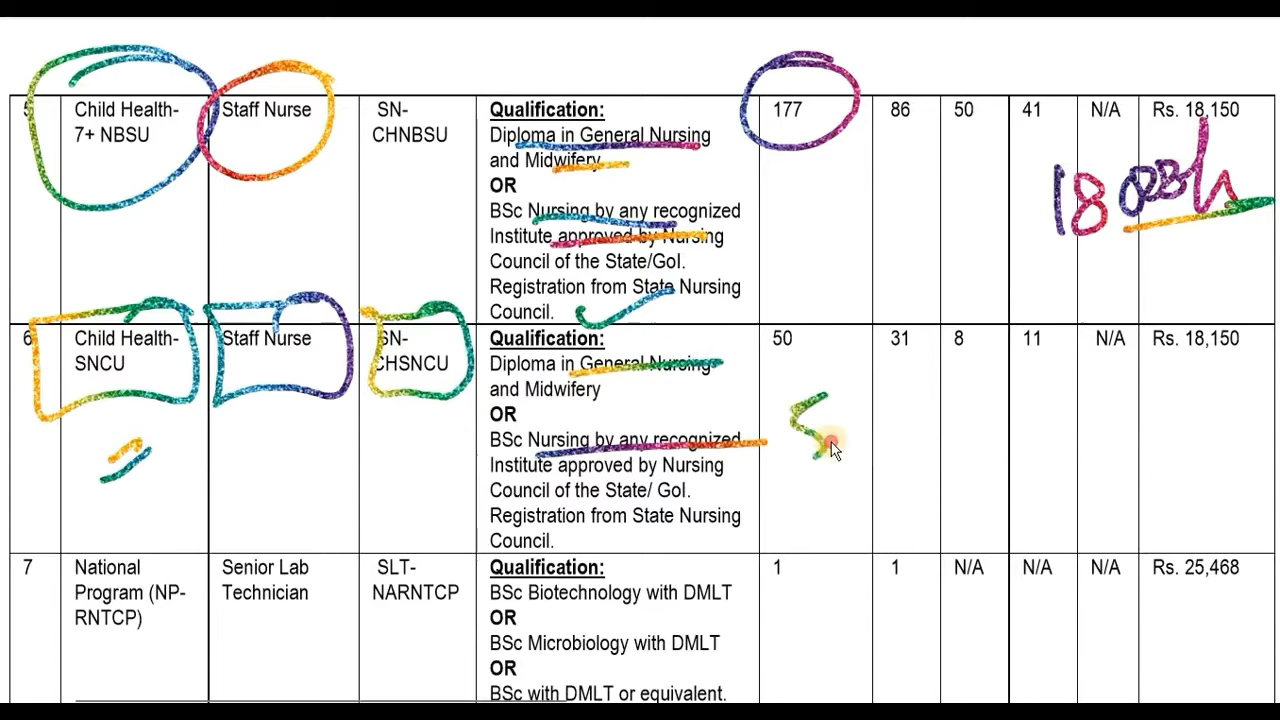 5 Child Health- Staff Nurse SN- Qualification: 177 86 50 41 N/A Rs. 18,150
7+ NBSU CHNBSU Diploma in General Nursing
and Midwifery
OR
BSc Nursing by any recognized
Institute approved by Nursing
Council of the State/GoI.
Registration from State Nursing
Council.
18
6 Child Health- Staff Nurse SN- Qualification: 50 31 8 11 N/A Rs. 18,150
SNCU CHSNCU Diploma in General Nursing
and Midwifery
OR
BSc Nursing by any recognized
Institute approved by Nursing
Council of the State/ GoI.
Registration from State Nursing
Council.
7 National Senior Lab SLT- Qualification: 1 1 N/A N/A N/A Rs. 25,468
Program (NP- Technician NARNTCP BSc Biotechnology with DMLT
RNTCP) OR
BSc Microbiology with DMLT
OR
BSc with DMLT or equivalent.